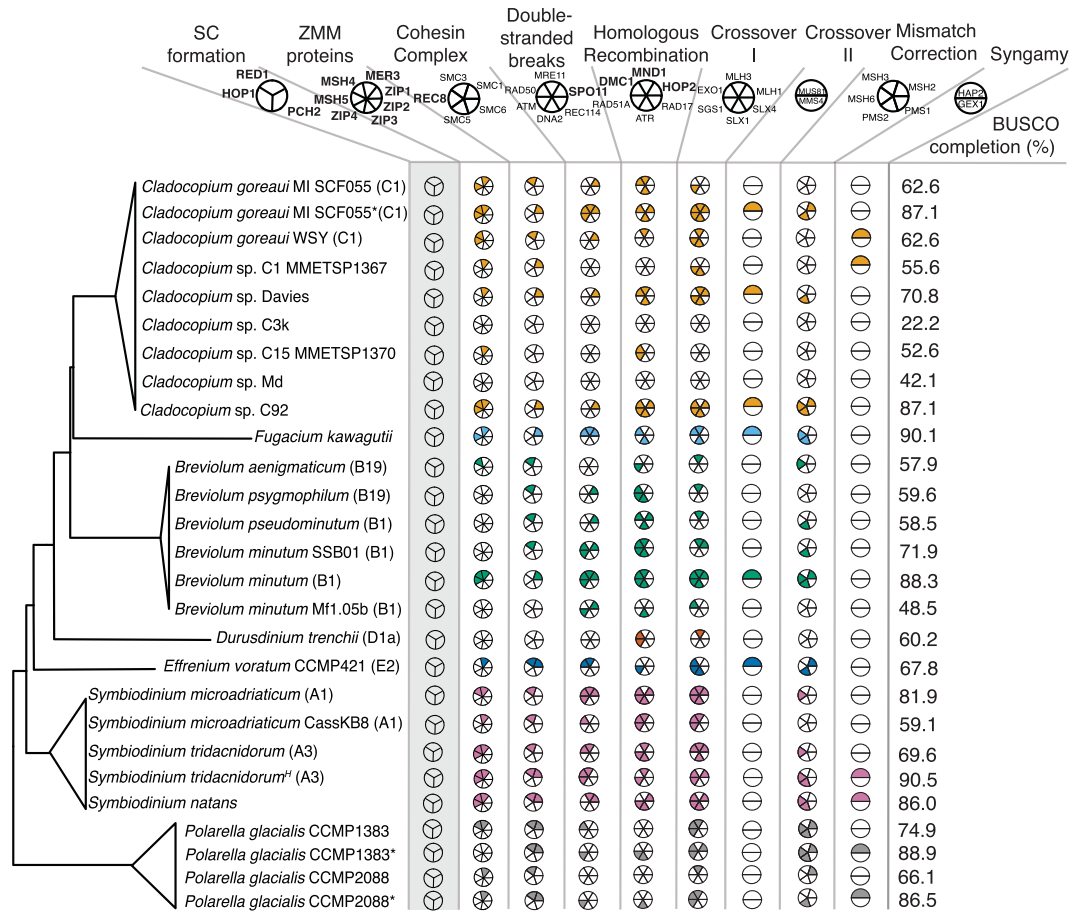 SC formation
ZMM proteins
Cohesin Complex
Double-stranded breaks
Homologous Recombination
Crossover I
Crossover II
Mismatch Correction
Syngamy
RED1
HOP1
PCH2
MSH4
MER3
MSH5
ZIP1
ZIP2
ZIP4
ZIP3
SMC3
SMC1
REC8
SMC6
SMC5
MRE11
RAD50
SPO11
ATM
REC114
DNA2
MND1
DMC1
HOP2
RAD51A
RAD17
ATR
MLH3
EXO1
MLH1
SGS1
SLX4
SLX1
MUS81
MMS4
MSH3
MSH2
MSH6
PMS1
PMS2
HAP2
GEX1
BUSCO
completion (%)
Cladocopium goreaui MI SCF055 (C1) 62.6
Cladocopium goreaui MI SCF055*(C1) 87.1
Cladocopium goreaui WSY (C1) 62.6
Cladocopium sp. C1 MMETSP1367 55.6
Cladocopium sp. Davies 70.8
Cladocopium sp. C3k 22.2
Cladocopium sp. C15 MMETSP1370 52.6
Cladocopium sp. Md 42.1
Cladocopium sp. C92 87.1
Fugacium kawagutii 90.1
Breviolum aenigmaticum (B19) 57.9
Breviolum psygmophilum (B19) 59.6
Breviolum pseudominutum (B1) 58.5
Breviolum minutum SSB01 (B1) 71.9
Breviolum minutum (B1) 88.3
Breviolum minutum Mf1.05b (B1) 48.5
Durusdinium trenchii (D1a) 60.2
Effrenium voratum CCMP421 (E2) 67.8
Symbiodinium microadriaticum (A1) 81.9
Symbiodinium microadriaticum CassKB8 (A1) 59.1
Symbiodinium tridacnidorum (A3) 69.6
Symbiodinium tridacnidorumH (A3) 90.5
Symbiodinium natans 86.0
Polarella glacialis CCMP1383 74.9
Polarella glacialis CCMP1383* 88.9
Polarella glacialis CCMP2088 66.1
Polarella glacialis CCMP2088* 86.5